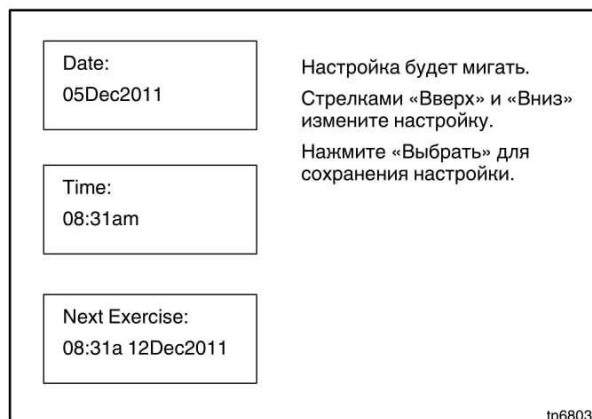 Date:
05Dec2011
Настройка будет мигать.
Стрелками «Вверх» и «Вниз»
измените настройку.
Нажмите «Выбрать» для
сохранения настройки.
Time:
08:31am
Next Exercise:
08:31a 12Dec2011
tp6803